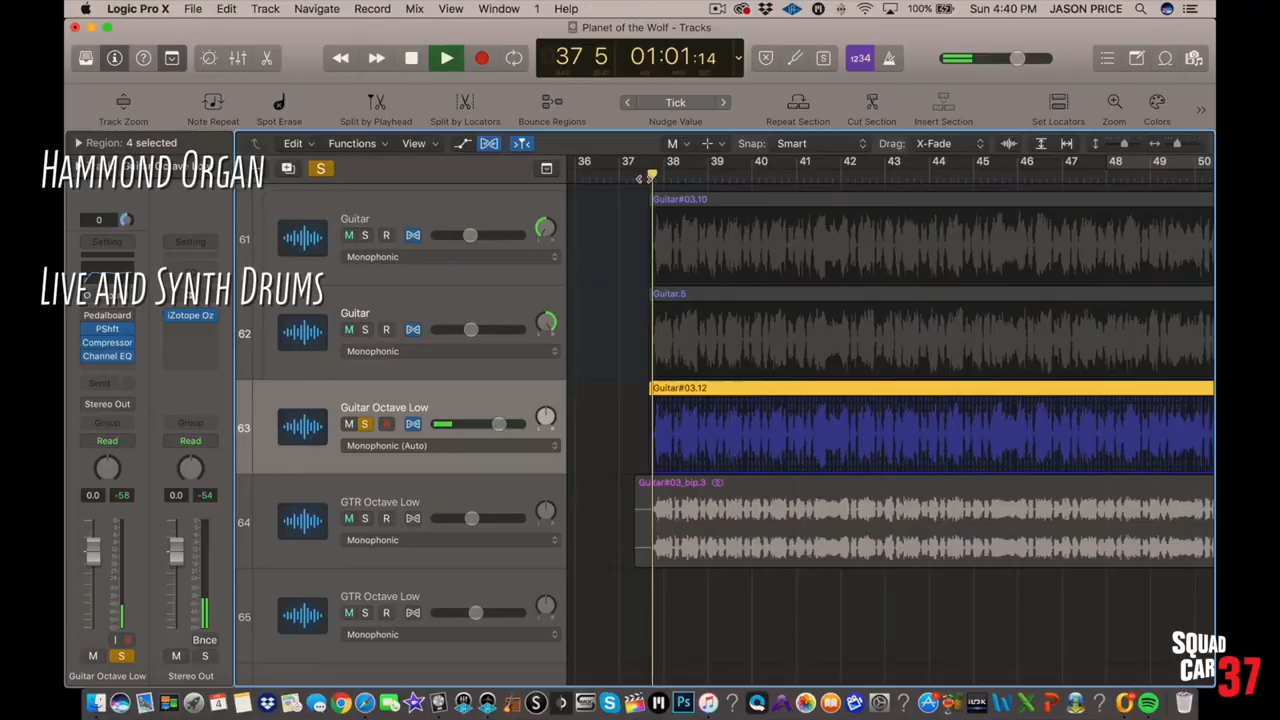 Logic Pro X File Edit Track Navigate Record Mix View Window 1 Help 100% Sun 4:40 PM JASON PRICE
Planet of the Wolf - Tracks
37 5 01:01:14 1234
Track Zoom Note Repeat Spot Erase Split by Playhead Split by Locators Bounce Regions Tick Nudge Value Repeat Section Cut Section Insert Section Set Locators Zoom Colors
Region: 4 selected Edit Functions View Snap: Smart Drag: X-Fade
HAMMOND ORGAN
36 37 38 39 40 41 42 43 44 45 46 47 48 49 50
Guitar#03.10
0 61 Guitar
M S R
Setting Setting
Monophonic
LIVE AND SYNTH DRUMS
Guitar.5
Pedalboard iZotope Oz
62 Guitar
PShft
M S R
Compressor
Monophonic
Channel EQ
Send
Guitar#03.12
Stereo Out
63 Guitar Octave Low
M S R
Group Group
Monophonic (Auto)
Read Read
Guitar#03_bip.3
0.0 -58 0.0 -54
64 GTR Octave Low
M S R
Monophonic
65 GTR Octave Low
M S R
Monophonic
I R Bnce
M S M S
Guitar Octave Low Stereo Out
SQUAD
CAR 37